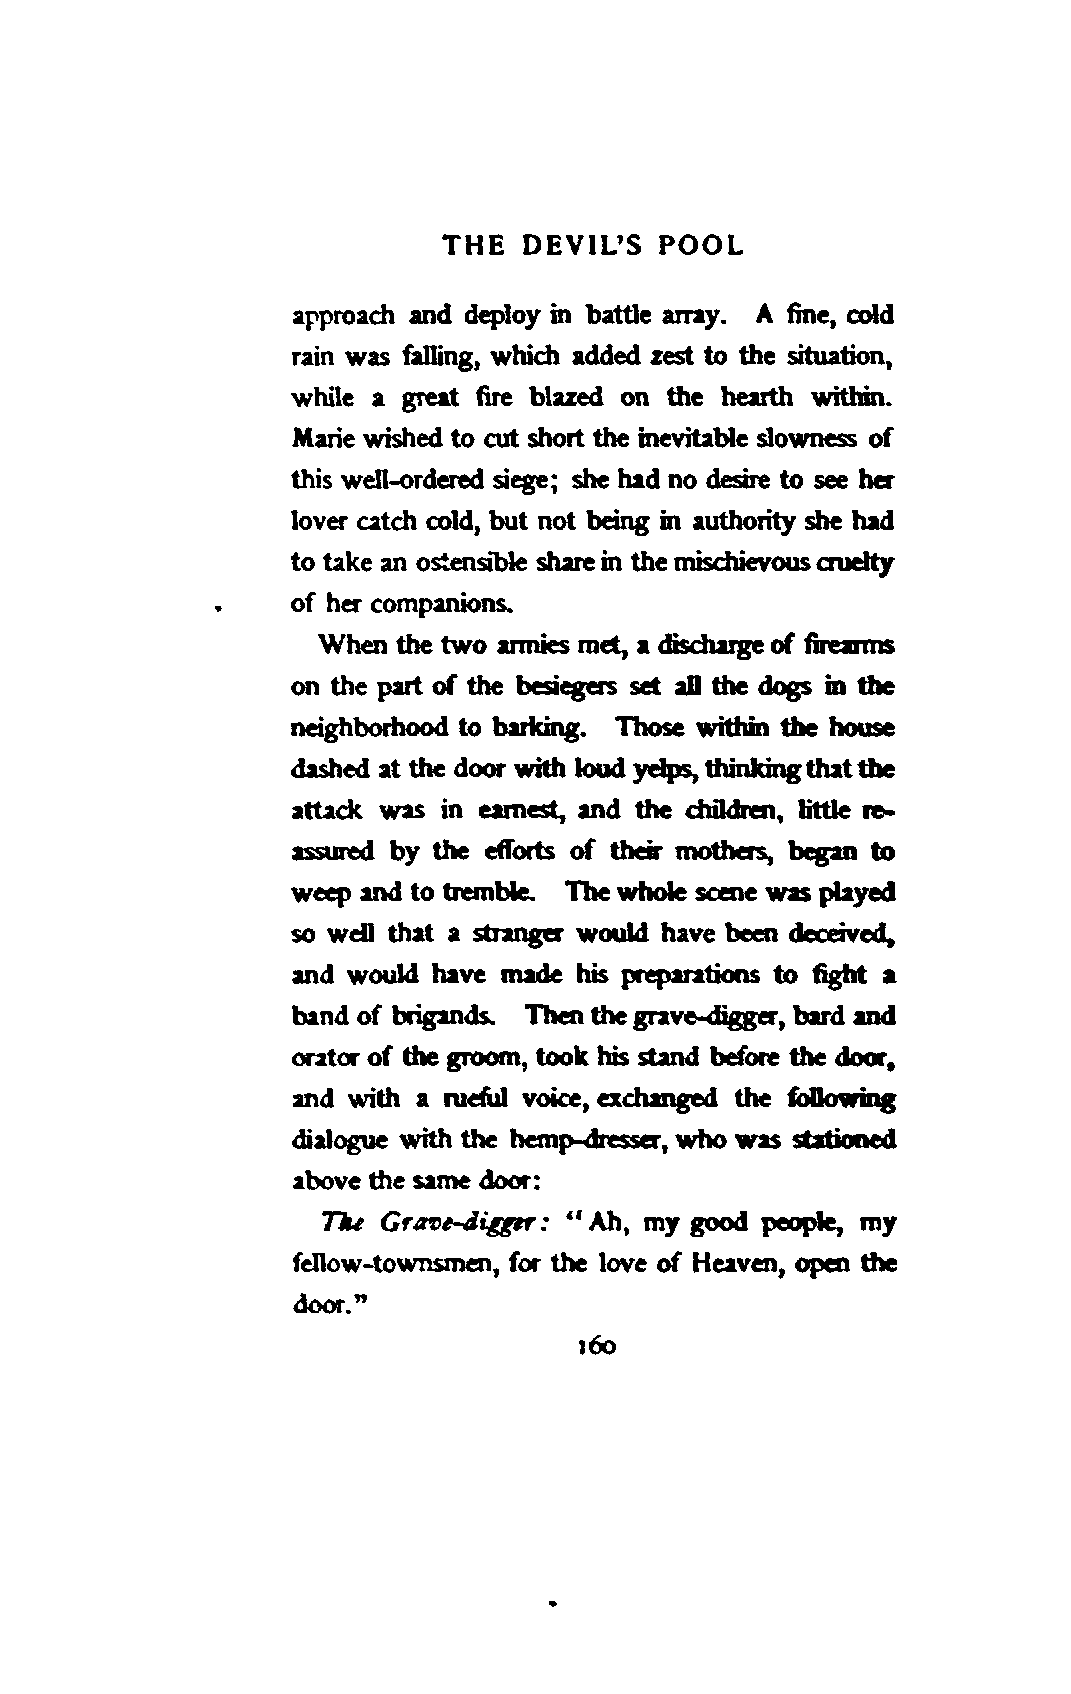 THE DEVIL'S POOL
approach and deploy in battle array. A fine, cold
rain was falling, which added zest to the situation,
while a great fire blazed on the hearth within.
Marie wished to cut short the inevitable slowness of
this well-ordered siege; she had no desire to see her
lover catch cold, but not being in authority she had
to take an ostensible share in the mischievous cruelty
of her companions.
When the two armies met, a discharge of firearms
on the part of the besiegers set all the dogs in the
neighborhood to barking. Those within the house
dashed at the door with loud yelps, thinking that the
attack was in earnest, and the children, little re-
assured by the efforts of their mothers, began to
weep and to tremble. The whole scene was played
so well that a stranger would have been deceived,
and would have made his preparations to fight a
band of brigands. Then the grave-digger, bard and
orator of the groom, took his stand before the door,
and with a rueful voice, exchanged the following
dialogue with the hemp-dresser, who was stationed
above the same door:
The Grave-digger: "Ah, my good people, my
fellow-townsmen, for the love of Heaven, open the
door."
160